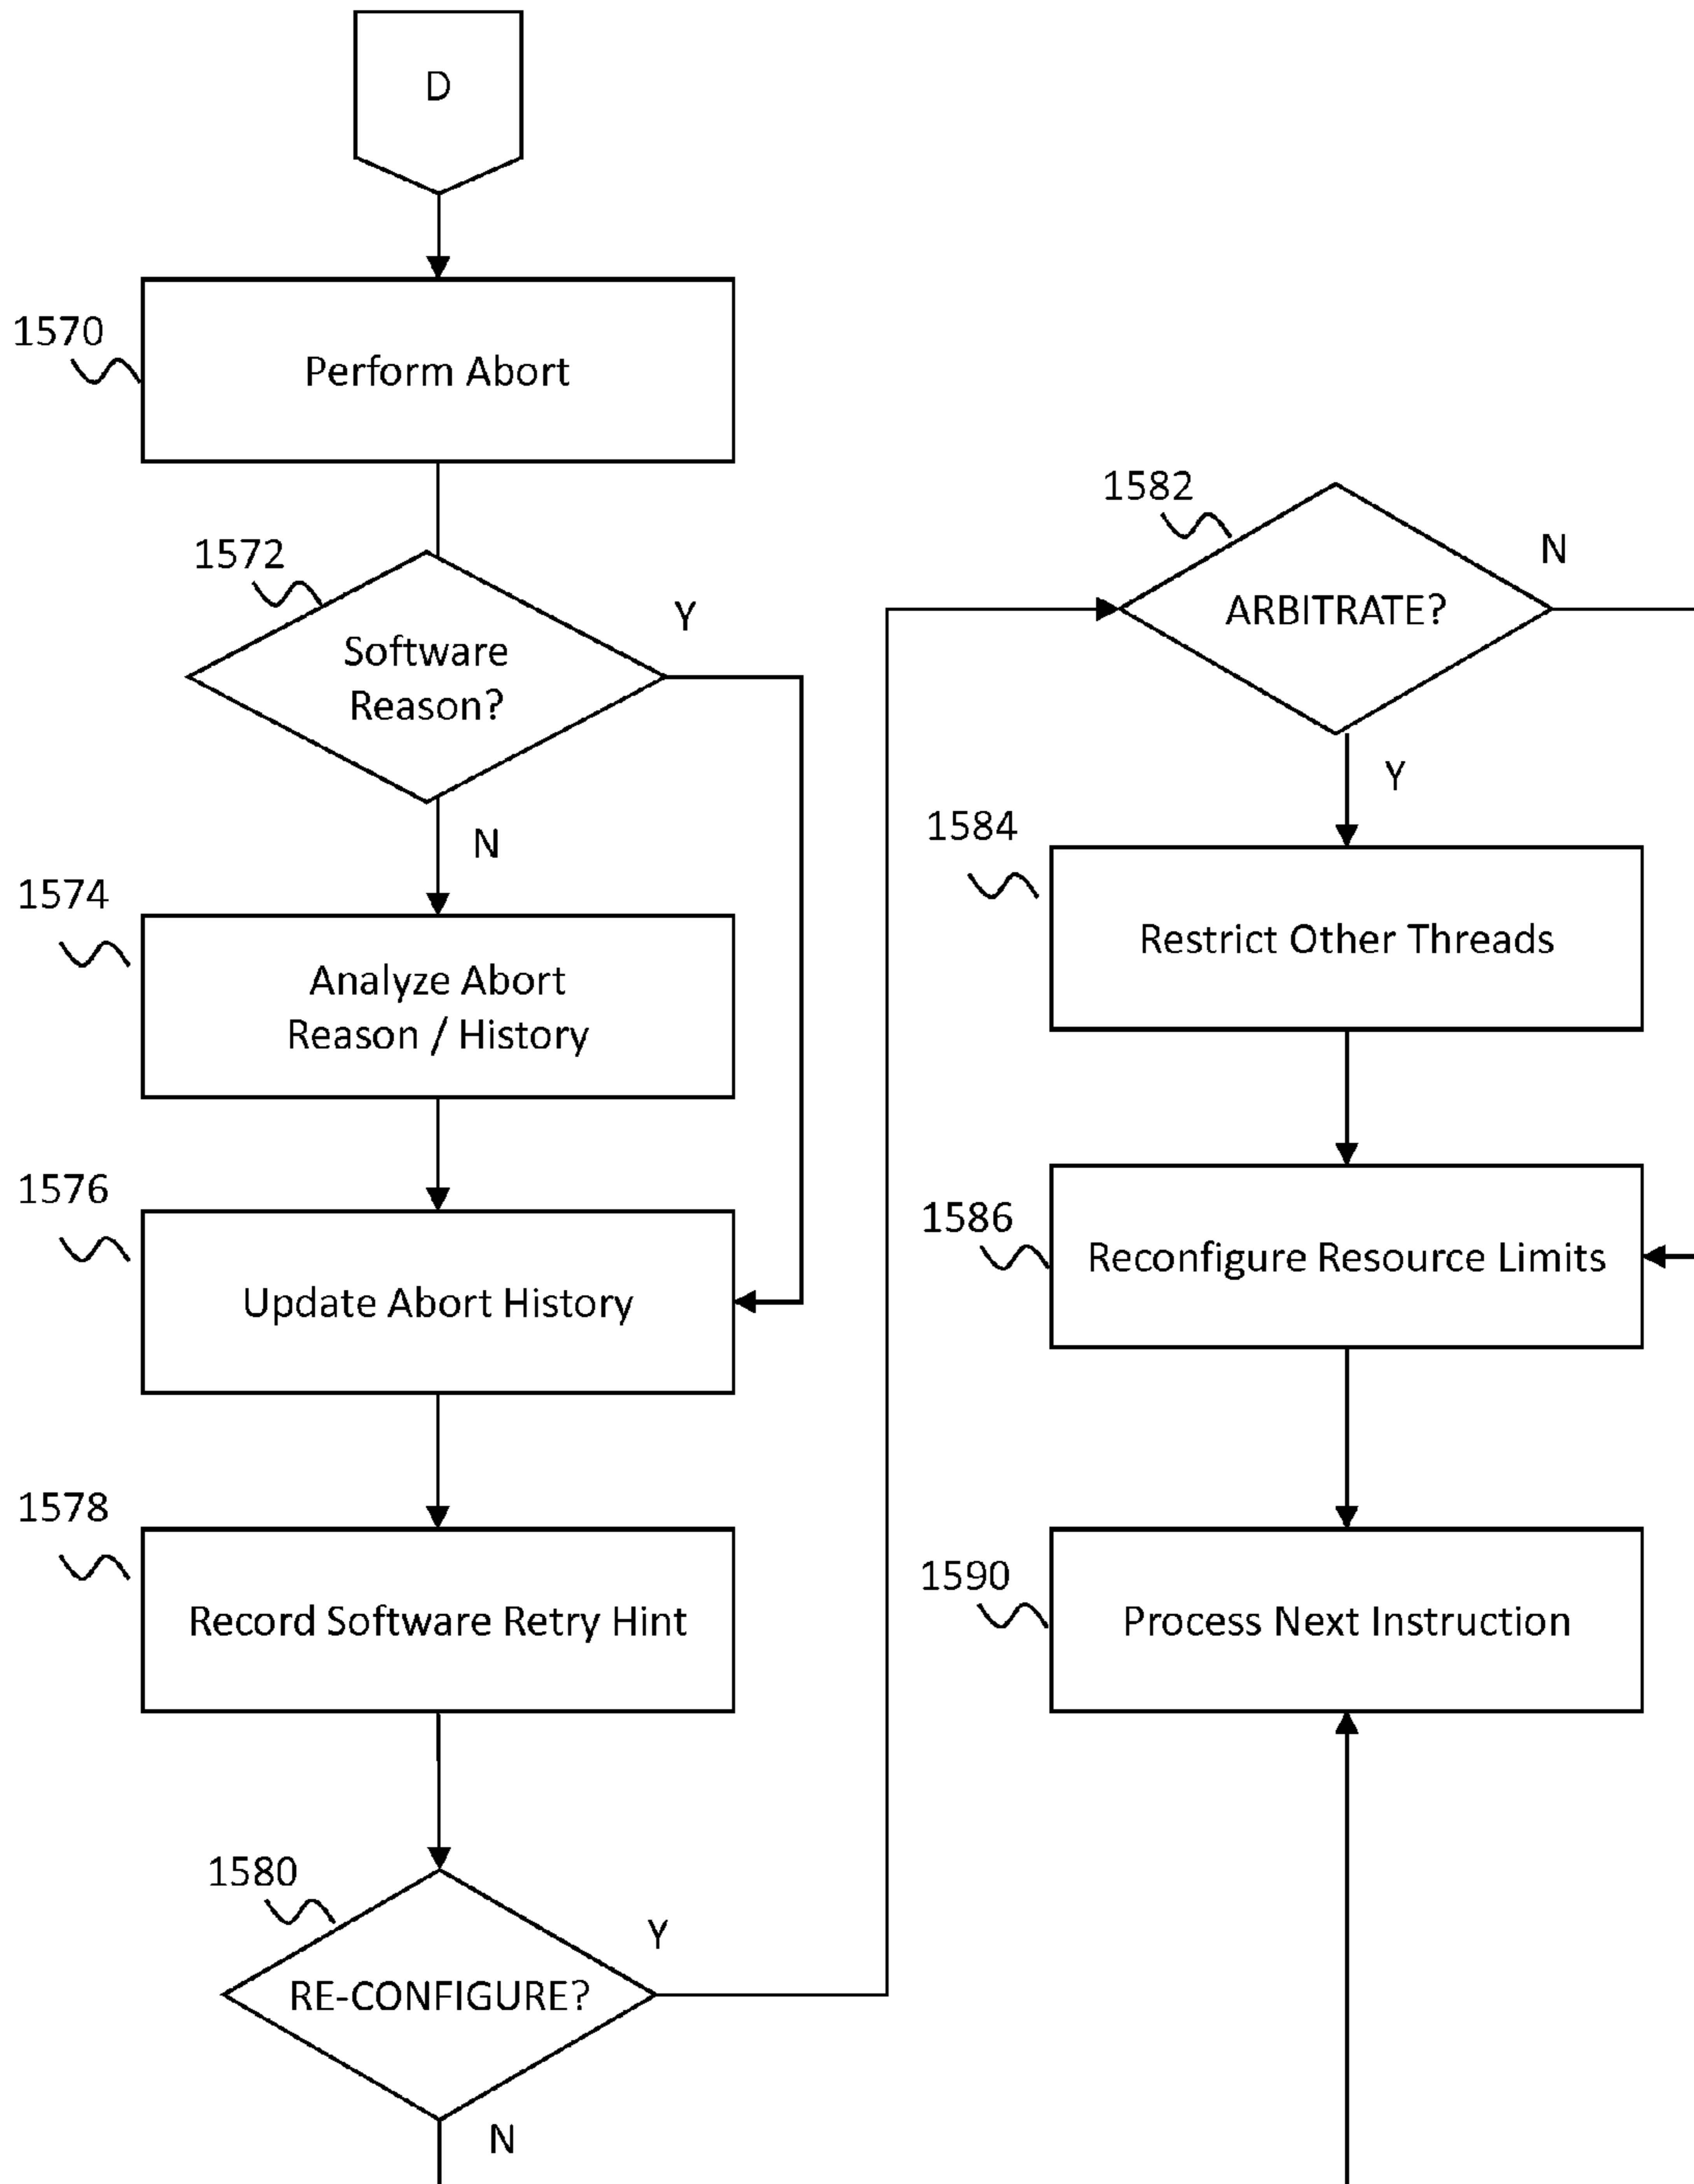 D
1570
Perform Abort
1572
Software
Reason?
Y
N
1574
Analyze Abort
Reason / History
1576
Update Abort History
1578
Record Software Retry Hint
1580
RE-CONFIGURE?
Y
N
1582
ARBITRATE?
N
Y
1584
Restrict Other Threads
1586
Reconfigure Resource Limits
1590
Process Next Instruction